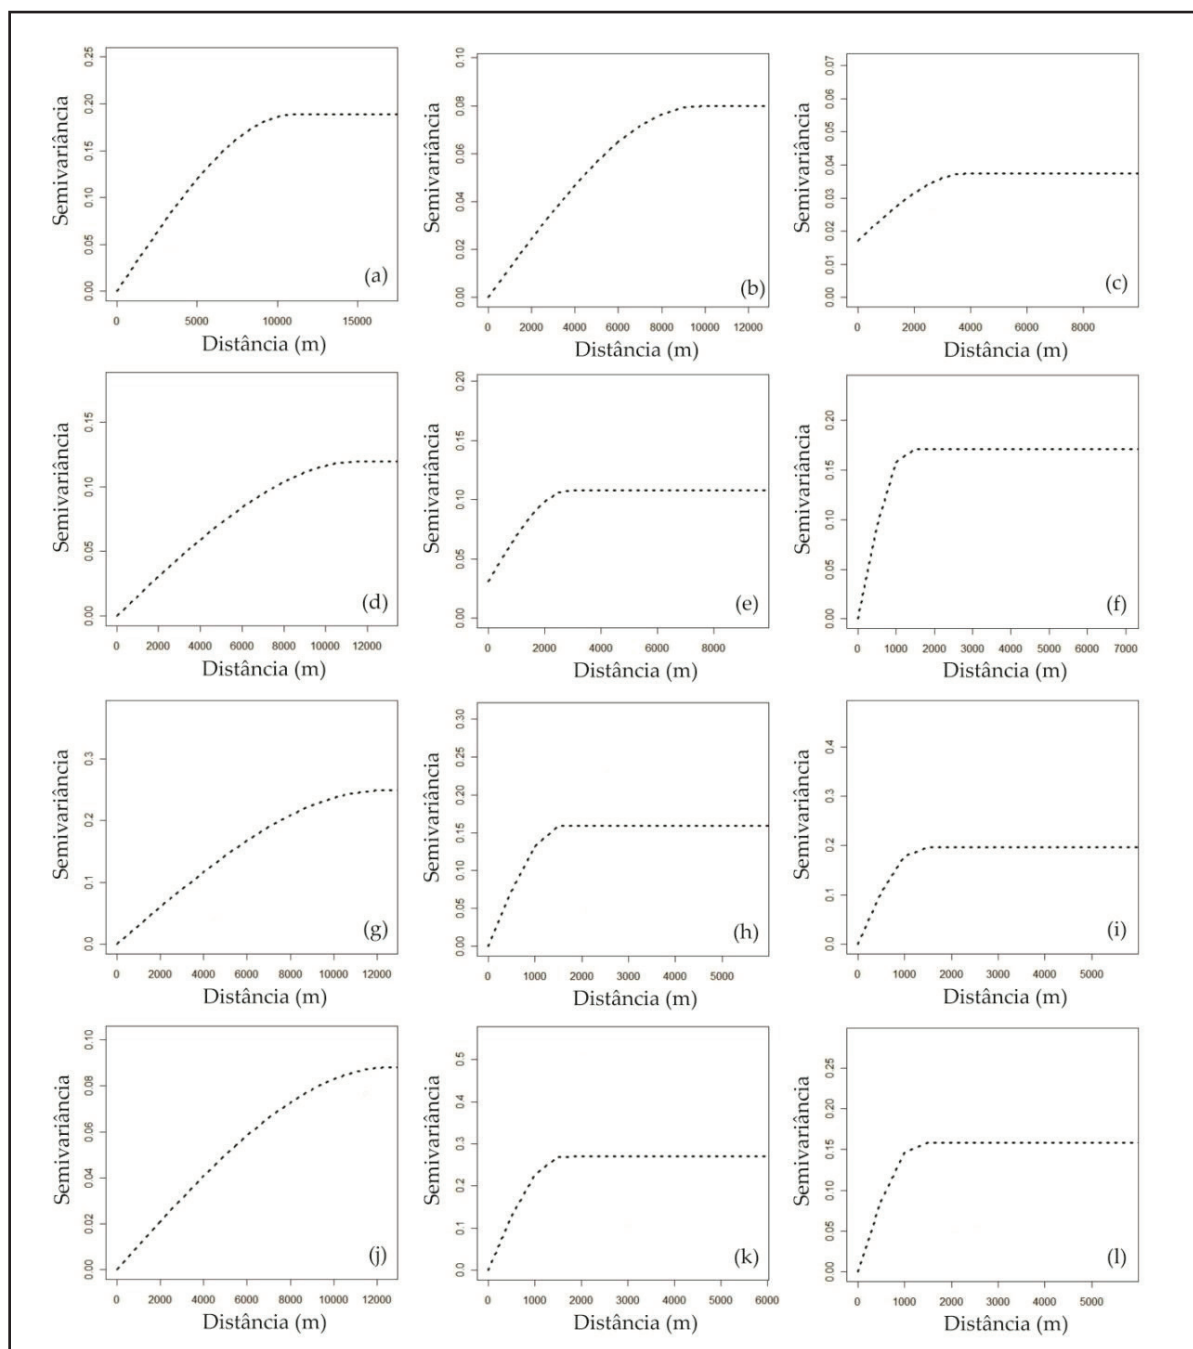 Semivariância
0.00 0.05 0.10 0.15 0.20 0.25
0 5000 10000 15000
Distância (m)
(a)
Semivariância
0.00 0.02 0.04 0.06 0.08 0.10
0 2000 4000 6000 8000 10000 12000
Distância (m)
(b)
Semivariância
0.00 0.01 0.02 0.03 0.04 0.05 0.06 0.07
0 2000 4000 6000 8000
Distância (m)
(c)
Semivariância
0.00 0.05 0.10 0.15
0 2000 4000 6000 8000 10000 12000
Distância (m)
(d)
Semivariância
0.00 0.05 0.10 0.15 0.20
0 2000 4000 6000 8000
Distância (m)
(e)
Semivariância
0.00 0.05 0.10 0.15 0.20
0 1000 2000 3000 4000 5000 6000 7000
Distância (m)
(f)
Semivariância
0.0 0.1 0.2 0.3
0 2000 4000 6000 8000 10000 12000
Distância (m)
(g)
Semivariância
0.00 0.05 0.10 0.15 0.20 0.25 0.30
0 1000 2000 3000 4000 5000
Distância (m)
(h)
Semivariância
0.0 0.1 0.2 0.3 0.4
0 1000 2000 3000 4000 5000
Distância (m)
(i)
Semivariância
0.00 0.02 0.04 0.06 0.08 0.10
0 2000 4000 6000 8000 10000 12000
Distância (m)
(j)
Semivariância
0.0 0.1 0.2 0.3 0.4 0.5
0 1000 2000 3000 4000 5000 6000
Distância (m)
(k)
Semivariância
0.00 0.05 0.10 0.15 0.20 0.25
0 1000 2000 3000 4000 5000
Distância (m)
(l)